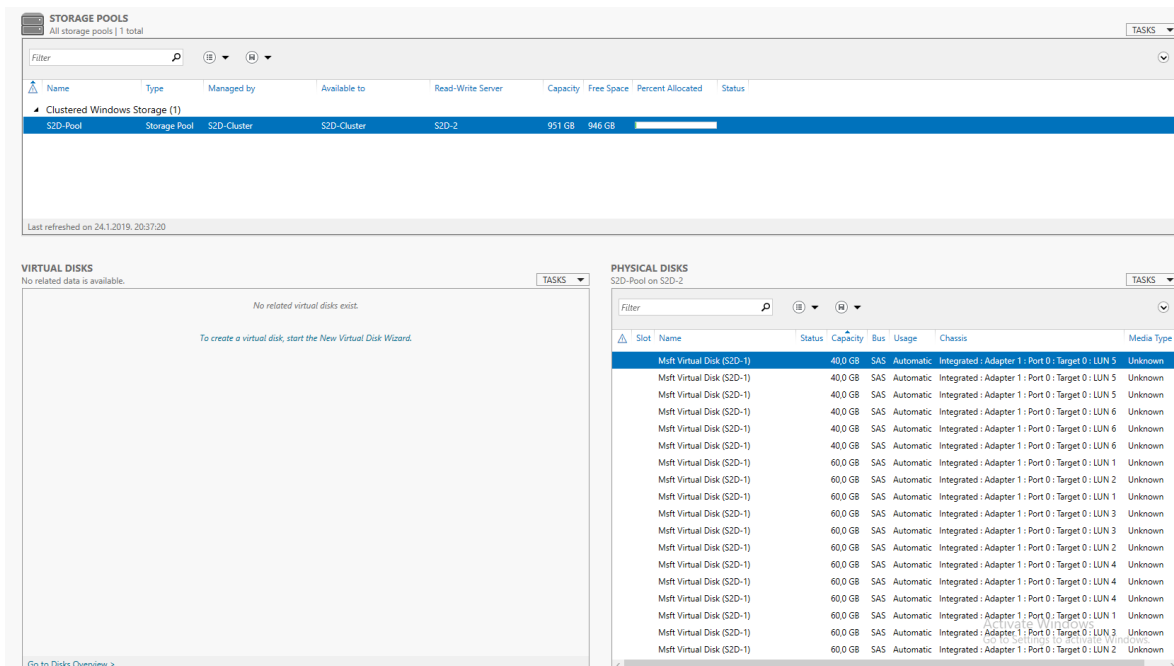 STORAGE POOLS
All storage pools | 1 total
TASKS
Filter
Name Type Managed by Available to Read-Write Server Capacity Free Space Percent Allocated Status
Clustered Windows Storage (1)
S2D-Pool Storage Pool S2D-Cluster S2D-Cluster S2D-2 951 GB 946 GB
Last refreshed on 24.1.2019. 20:37:20
VIRTUAL DISKS
No related data is available.
TASKS
No related virtual disks exist.
To create a virtual disk, start the New Virtual Disk Wizard.
Go to Disks Overview >
PHYSICAL DISKS
S2D-Pool on S2D-2
TASKS
Filter
Slot Name Status Capacity Bus Usage Chassis Media Type
Msft Virtual Disk (S2D-1) 40,0 GB SAS Automatic Integrated : Adapter 1 : Port 0 : Target 0 : LUN 5 Unknown
Msft Virtual Disk (S2D-1) 40,0 GB SAS Automatic Integrated : Adapter 1 : Port 0 : Target 0 : LUN 5 Unknown
Msft Virtual Disk (S2D-1) 40,0 GB SAS Automatic Integrated : Adapter 1 : Port 0 : Target 0 : LUN 5 Unknown
Msft Virtual Disk (S2D-1) 40,0 GB SAS Automatic Integrated : Adapter 1 : Port 0 : Target 0 : LUN 6 Unknown
Msft Virtual Disk (S2D-1) 40,0 GB SAS Automatic Integrated : Adapter 1 : Port 0 : Target 0 : LUN 6 Unknown
Msft Virtual Disk (S2D-1) 40,0 GB SAS Automatic Integrated : Adapter 1 : Port 0 : Target 0 : LUN 6 Unknown
Msft Virtual Disk (S2D-1) 60,0 GB SAS Automatic Integrated : Adapter 1 : Port 0 : Target 0 : LUN 1 Unknown
Msft Virtual Disk (S2D-1) 60,0 GB SAS Automatic Integrated : Adapter 1 : Port 0 : Target 0 : LUN 2 Unknown
Msft Virtual Disk (S2D-1) 60,0 GB SAS Automatic Integrated : Adapter 1 : Port 0 : Target 0 : LUN 1 Unknown
Msft Virtual Disk (S2D-1) 60,0 GB SAS Automatic Integrated : Adapter 1 : Port 0 : Target 0 : LUN 3 Unknown
Msft Virtual Disk (S2D-1) 60,0 GB SAS Automatic Integrated : Adapter 1 : Port 0 : Target 0 : LUN 3 Unknown
Msft Virtual Disk (S2D-1) 60,0 GB SAS Automatic Integrated : Adapter 1 : Port 0 : Target 0 : LUN 2 Unknown
Msft Virtual Disk (S2D-1) 60,0 GB SAS Automatic Integrated : Adapter 1 : Port 0 : Target 0 : LUN 4 Unknown
Msft Virtual Disk (S2D-1) 60,0 GB SAS Automatic Integrated : Adapter 1 : Port 0 : Target 0 : LUN 4 Unknown
Msft Virtual Disk (S2D-1) 60,0 GB SAS Automatic Integrated : Adapter 1 : Port 0 : Target 0 : LUN 4 Unknown
Msft Virtual Disk (S2D-1) 60,0 GB SAS Automatic Integrated : Adapter 1 : Port 0 : Target 0 : LUN 1 Unknown
Msft Virtual Disk (S2D-1) 60,0 GB SAS Automatic Integrated : Adapter 1 : Port 0 : Target 0 : LUN 3 Unknown
Msft Virtual Disk (S2D-1) 60,0 GB SAS Automatic Integrated : Adapter 1 : Port 0 : Target 0 : LUN 2 Unknown
Activate Windows
Go to Settings to activate Windows.